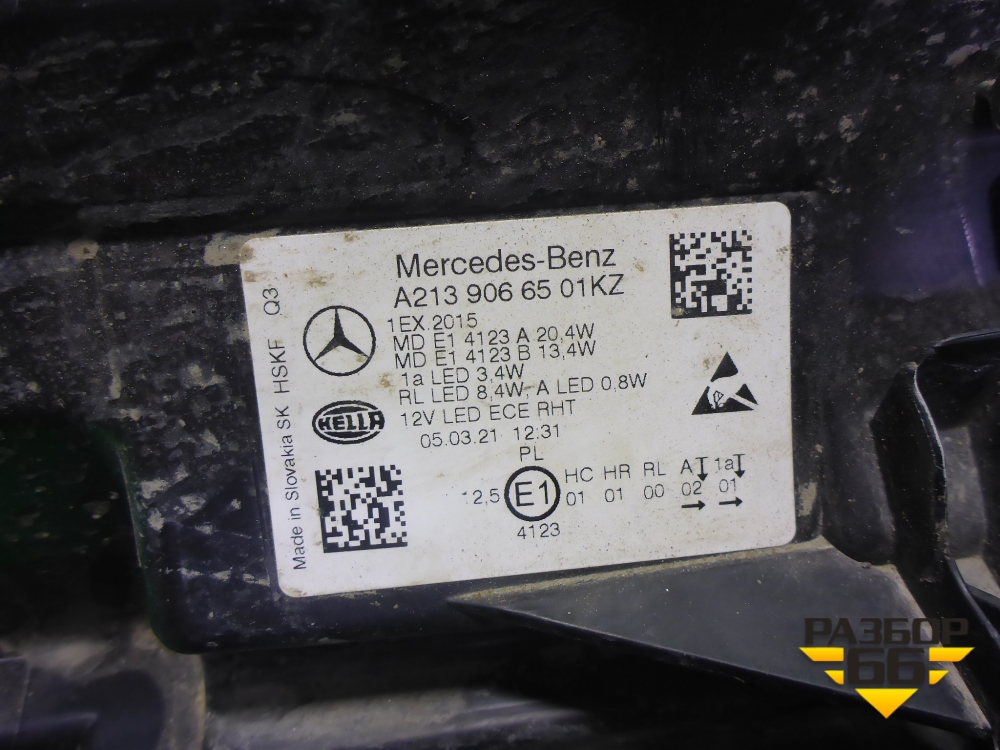 Mercedes-Benz
A213 906 65 01KZ
1EX.2015
MD E1 4123 A 20,4W
MD E1 4123 B 13,4W
1a LED 3,4W
RL LED 8,4W, A LED 0,8W
12V LED ECE RHT
05.03.21 12:31
PL
HELLA
Made in Slovakia SK HSKF Q3
12,5 E1 HC HR RL A 1a
01 01 00 02 01
4123
РАЗБОР
66